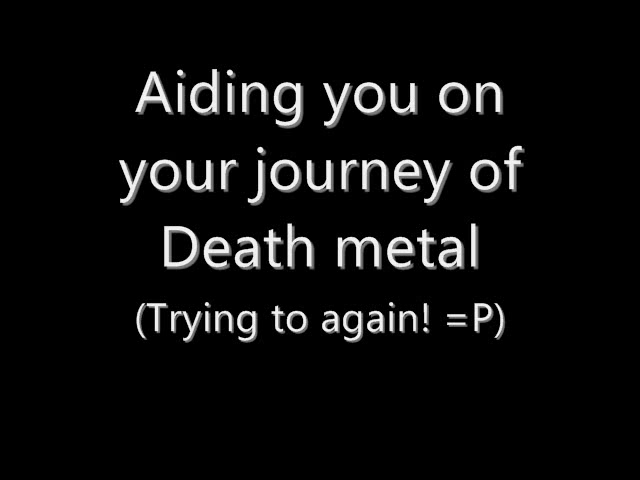 Aiding you on
your journey of
Death metal
(Trying to again! =P)